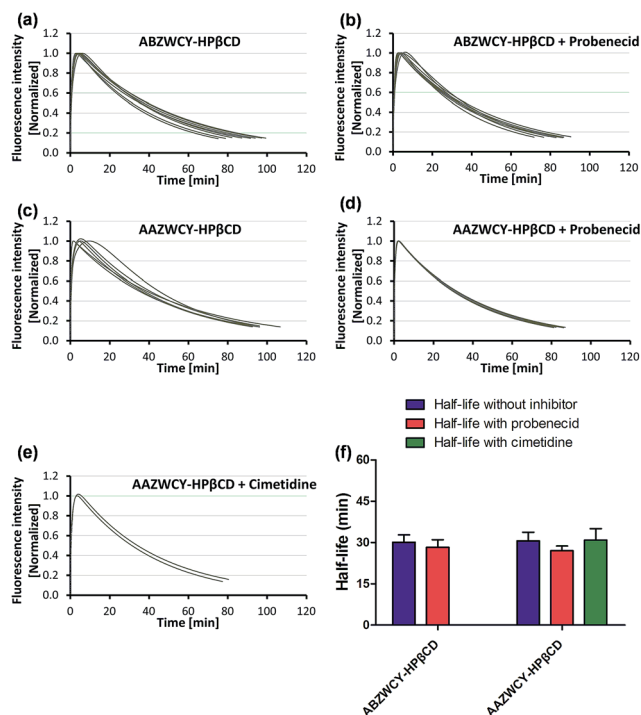 (a)
ABZWCY-HPβCD
Fluorescence intensity
[Normalized]
1.2
1.0
0.8
0.6
0.4
0.2
0.0
0 20 40 60 80 100 120
Time [min]
(b)
ABZWCY-HPβCD + Probenecid
Fluorescence intensity
[Normalized]
1.2
1.0
0.8
0.6
0.4
0.2
0.0
0 20 40 60 80 100 120
Time [min]
(c)
AAZWCY-HPβCD
Fluorescence intensity
[Normalized]
1.2
1.0
0.8
0.6
0.4
0.2
0.0
0 20 40 60 80 100 120
Time [min]
(d)
AAZWCY-HPβCD + Probenecid
Fluorescence intensity
[Normalized]
1.2
1.0
0.8
0.6
0.4
0.2
0.0
0 20 40 60 80 100 120
Time [min]
(e)
AAZWCY-HPβCD + Cimetidine
Fluorescence intensity
[Normalized]
1.2
1.0
0.8
0.6
0.4
0.2
0.0
0 20 40 60 80 100 120
Time [min]
Half-life without inhibitor
Half-life with probenecid
Half-life with cimetidine
(f)
Half-life (min)
60
45
30
15
0
ABZWCY-HPβCD
AAZWCY-HPβCD